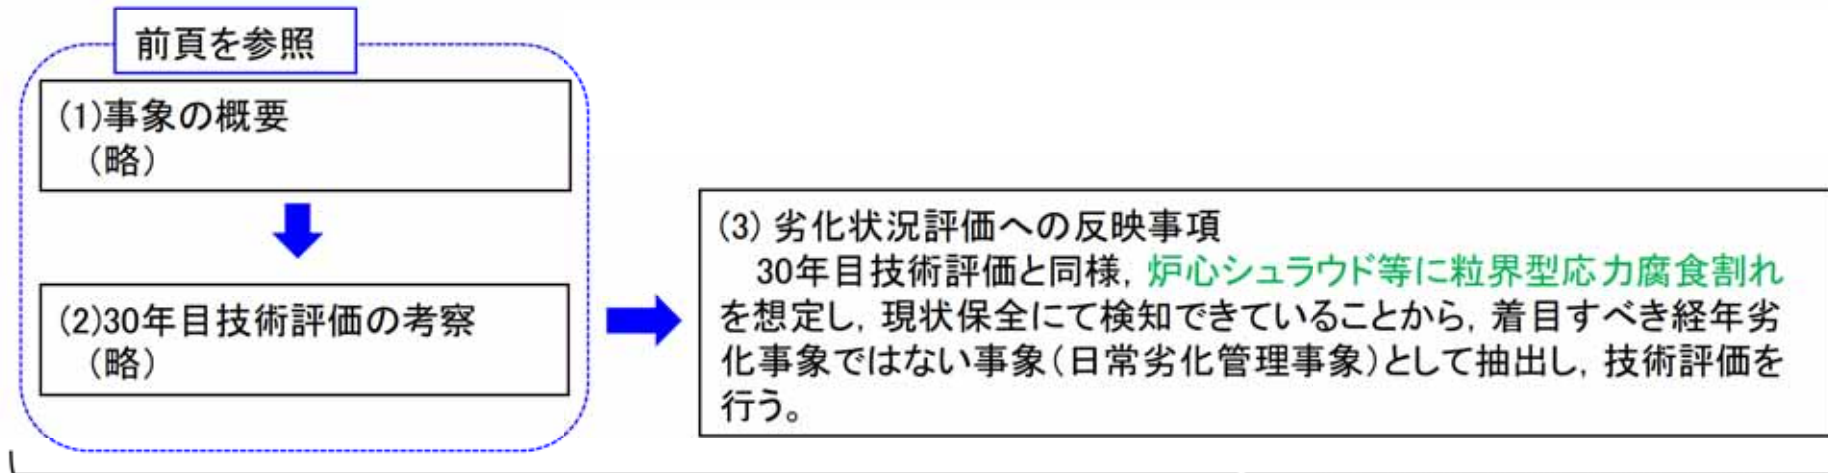 前頁を参照
(1)事象の概要
（略）
(2)30年目技術評価の考察
（略）
(3) 劣化状況評価への反映事項
30年目技術評価と同様，炉心シュラウド等に粒界型応力腐食割れ
を想定し，現状保全にて検知できていることから，着目すべき経年劣
化事象ではない事象（日常劣化管理事象）として抽出し，技術評価を
行う。